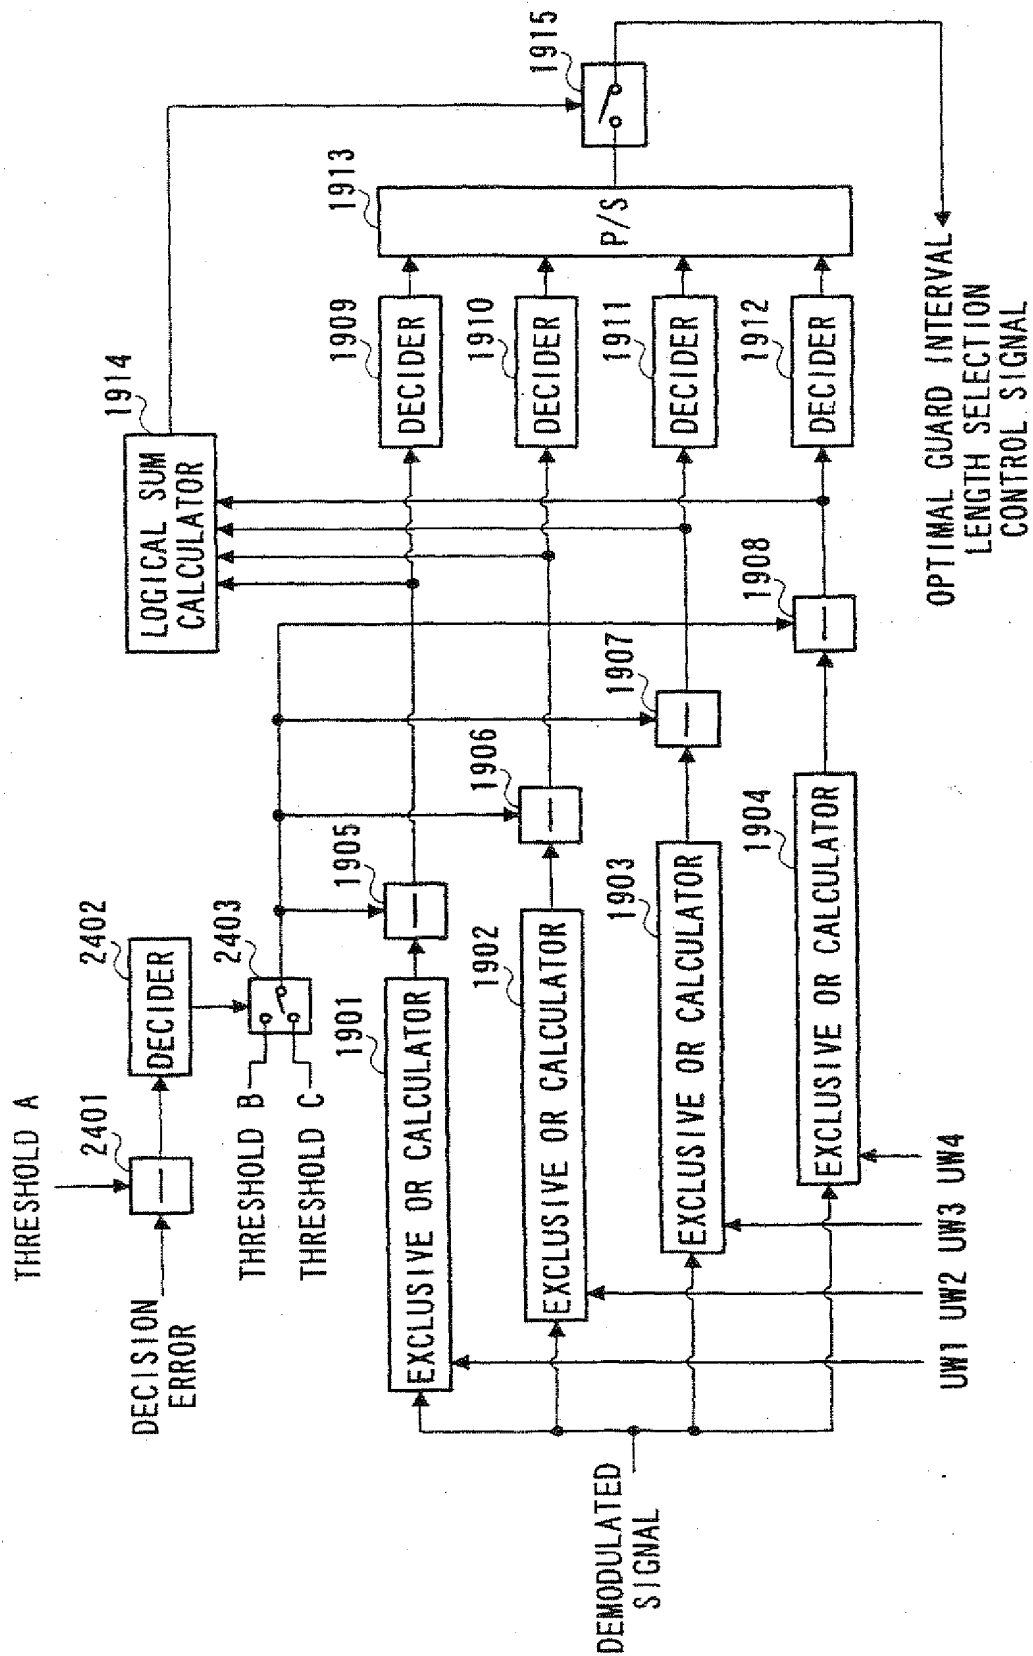 THRESHOLD A
2401
2402
DECISION
ERROR
DECIDER
1914
LOGICAL SUM
CALCULATOR
1915
THRESHOLD B
THRESHOLD C
2403
1901
EXCLUSIVE OR CALCULATOR
1905
1909
DECIDER
1913
P/S
1902
EXCLUSIVE OR CALCULATOR
1906
1910
DECIDER
DEMODULATED
SIGNAL
1903
EXCLUSIVE OR CALCULATOR
1907
1911
DECIDER
1904
EXCLUSIVE OR CALCULATOR
1908
1912
DECIDER
UW1
UW2
UW3
UW4
OPTIMAL GUARD INTERVAL
LENGTH SELECTION
CONTROL SIGNAL